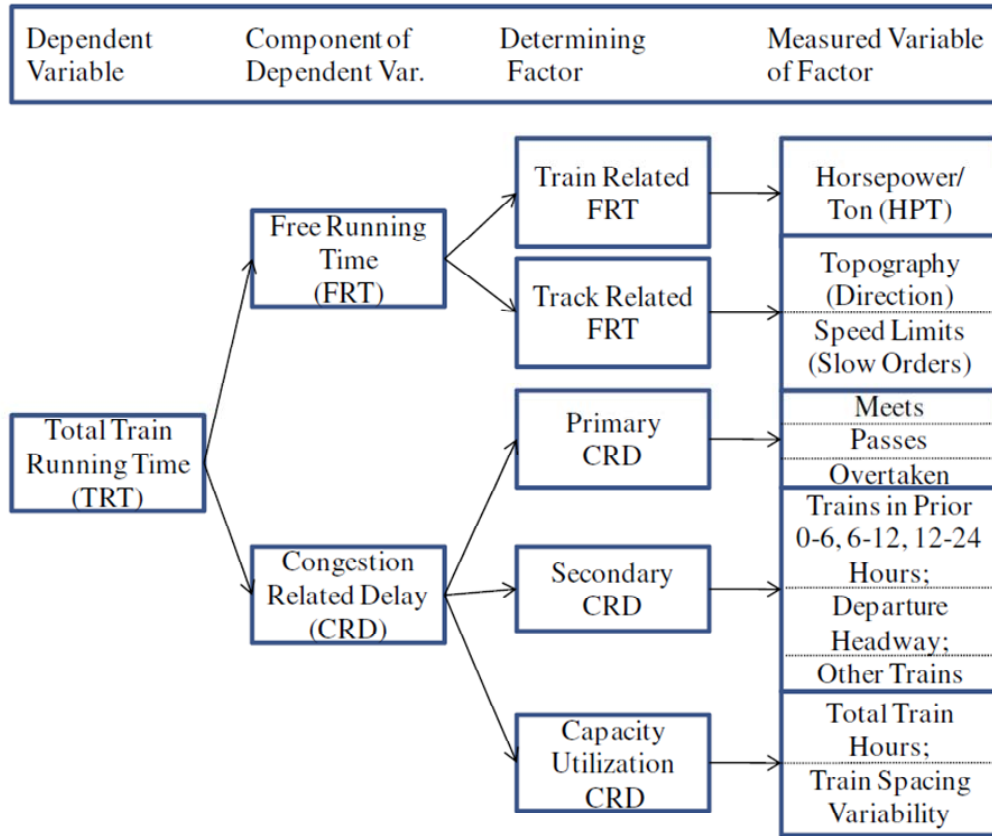 Dependent
Variable
Component of
Dependent Var.
Determining
Factor
Measured Variable
of Factor
Total Train
Running Time
(TRT)
Free Running
Time
(FRT)
Congestion
Related Delay
(CRD)
Train Related
FRT
Track Related
FRT
Primary
CRD
Secondary
CRD
Capacity
Utilization
CRD
Horsepower/
Ton (HPT)
Topography
(Direction)
Speed Limits
(Slow Orders)
Meets
Passes
Overtaken
Trains in Prior
0-6, 6-12, 12-24
Hours;
Departure
Headway;
Other Trains
Total Train
Hours;
Train Spacing
Variability